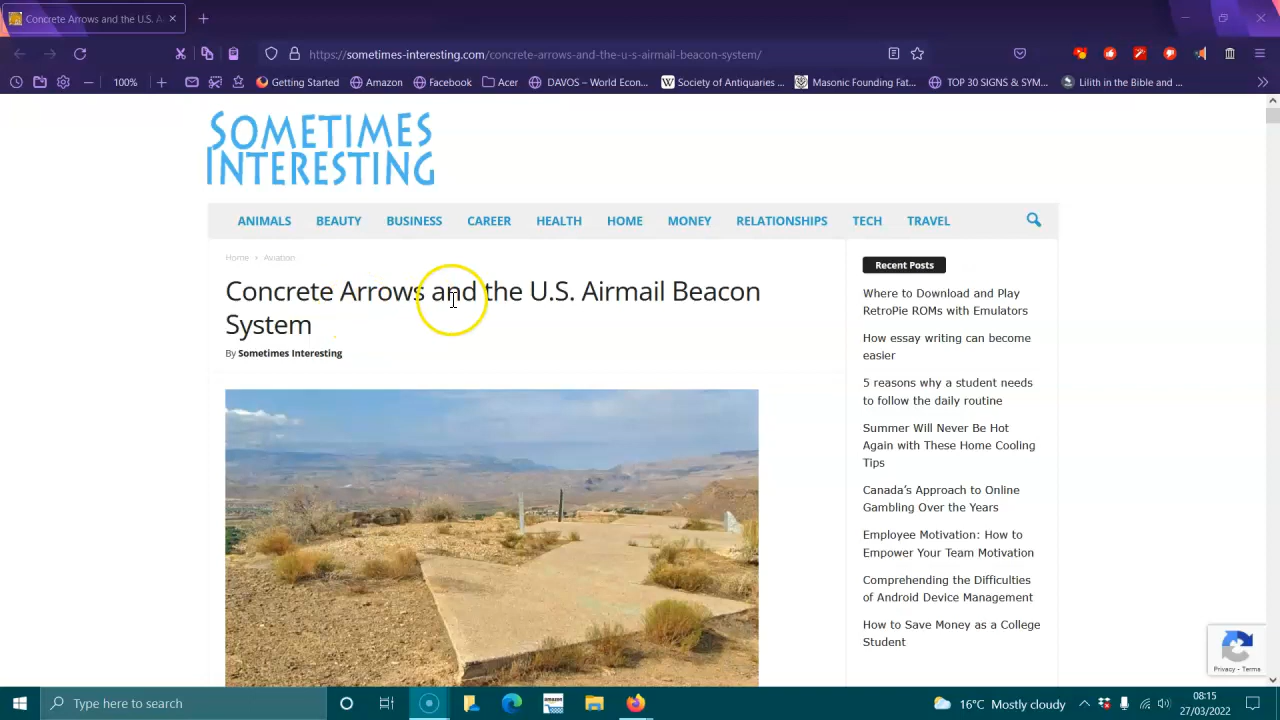 Concrete Arrows and the U.S. A
https://sometimes-interesting.com/concrete-arrows-and-the-u-s-airmail-beacon-system/
100%
Getting Started
Amazon
Facebook
Acer
DAVOS – World Econ...
Society of Antiquaries ...
Masonic Founding Fat...
TOP 30 SIGNS & SYM...
Lilith in the Bible and ...
SOMETIMES
INTERESTING
ANIMALS BEAUTY BUSINESS CAREER HEALTH HOME MONEY RELATIONSHIPS TECH TRAVEL
Home › Aviation
Concrete Arrows and the U.S. Airmail Beacon
System
By Sometimes Interesting
Recent Posts
Where to Download and Play
RetroPie ROMs with Emulators
How essay writing can become
easier
5 reasons why a student needs
to follow the daily routine
Summer Will Never Be Hot
Again with These Home Cooling
Tips
Canada’s Approach to Online
Gambling Over the Years
Employee Motivation: How to
Empower Your Team Motivation
Comprehending the Difficulties
of Android Device Management
How to Save Money as a College
Student
Privacy - Terms
Type here to search
amazon
16°C Mostly cloudy
08:15
27/03/2022